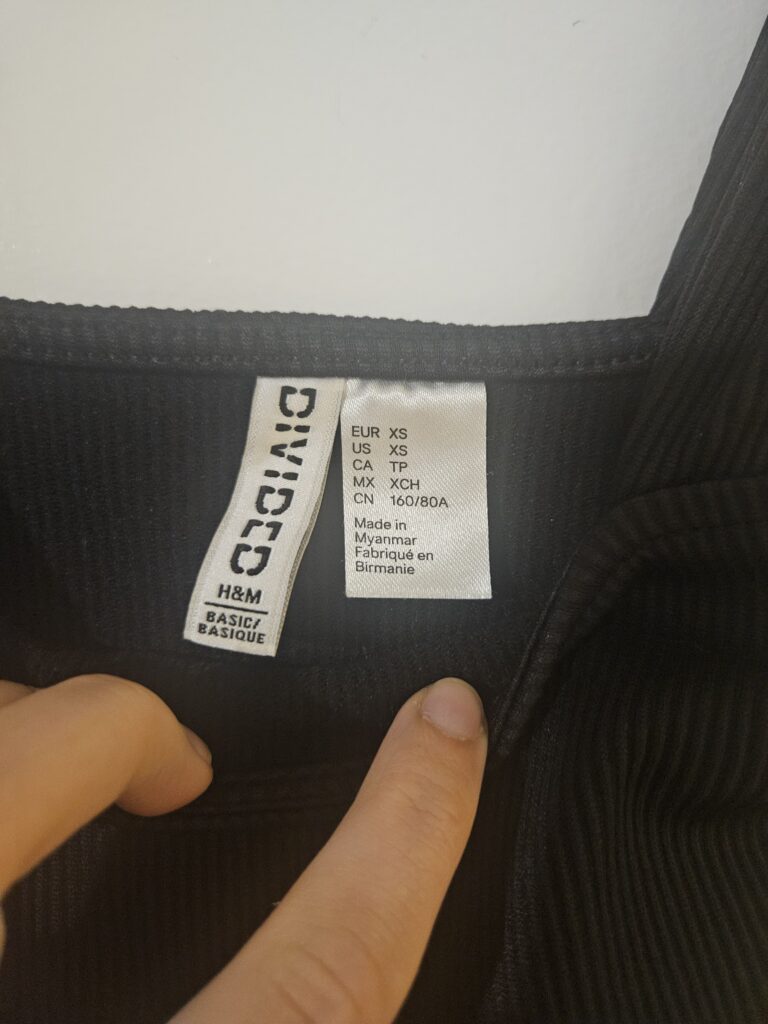 DIVIDED
H&M
BASIC/
BASIQUE
EUR XS
US XS
CA TP
MX XCH
CN 160/80A
Made in
Myanmar
Fabriqué en
Birmanie